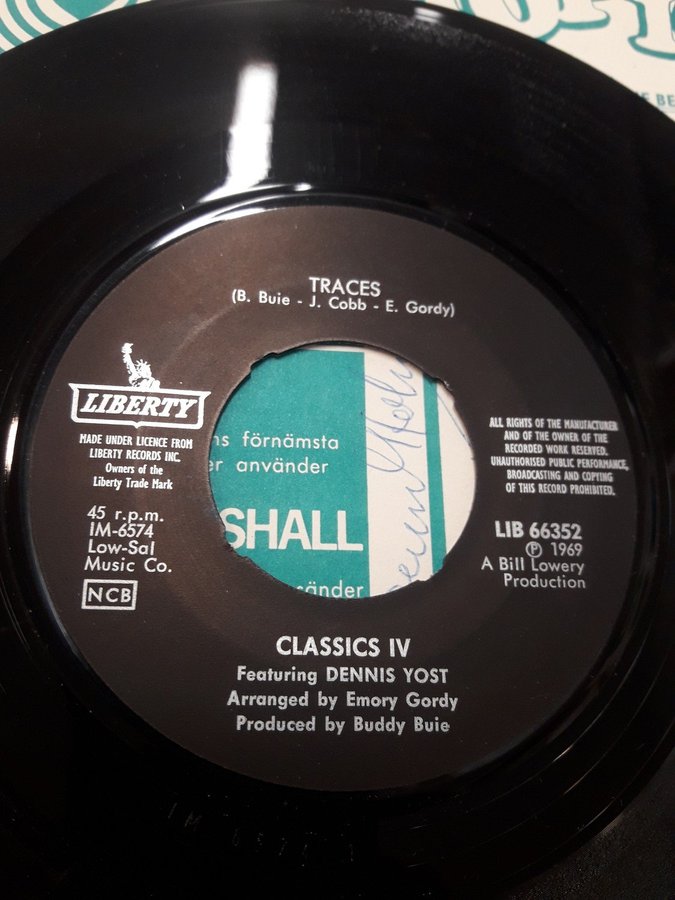 TRACES
(B. Buie - J. Cobb - E. Gordy)
LIBERTY
MADE UNDER LICENCE FROM
LIBERTY RECORDS INC.
Owners of the
Liberty Trade Mark
45 r.p.m.
IM-6574
Low-Sal
Music Co.
NCB
ns förnämsta
er använder
SHALL
sänder
ALL RIGHTS OF THE MANUFACTURER
AND OF THE OWNER OF THE
RECORDED WORK RESERVED.
UNAUTHORISED PUBLIC PERFORMANCE,
BROADCASTING AND COPYING
OF THIS RECORD PROHIBITED.
LIB 66352
Ⓟ 1969
A Bill Lowery
Production
CLASSICS IV
Featuring DENNIS YOST
Arranged by Emory Gordy
Produced by Buddy Buie